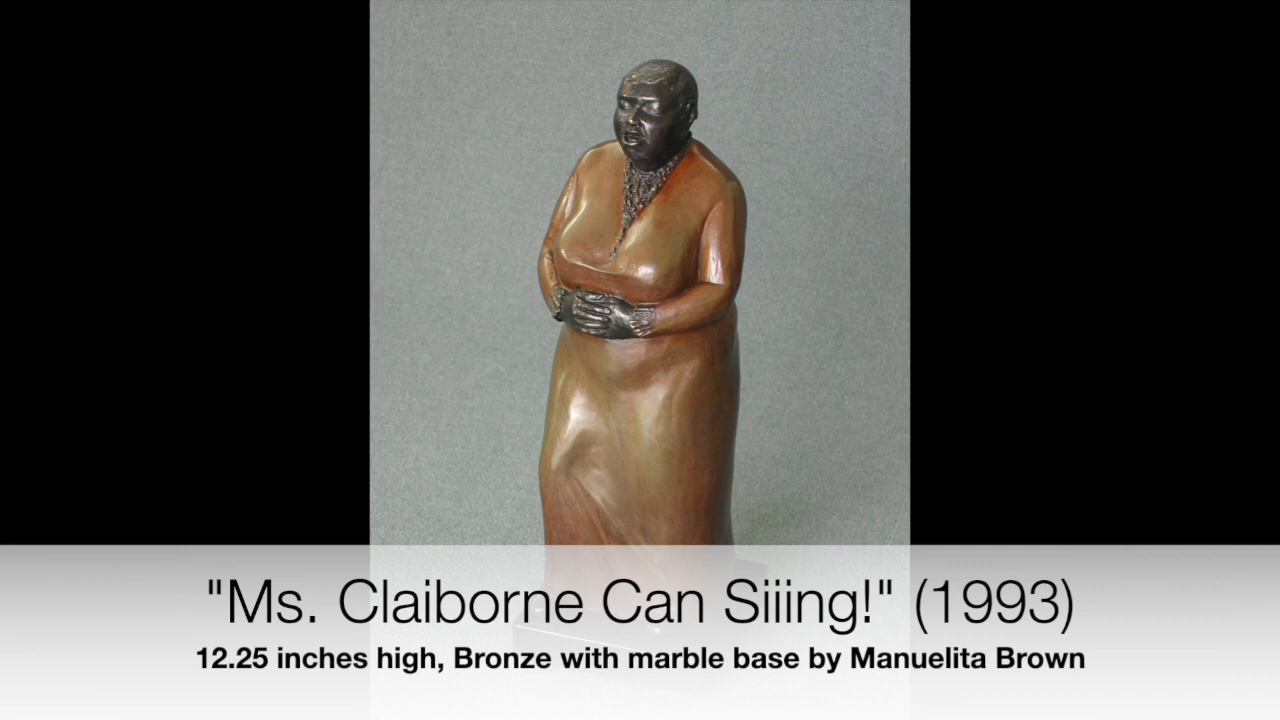 "Ms. Claiborne Can Siiing!" (1993)
12.25 inches high, Bronze with marble base by Manuelita Brown